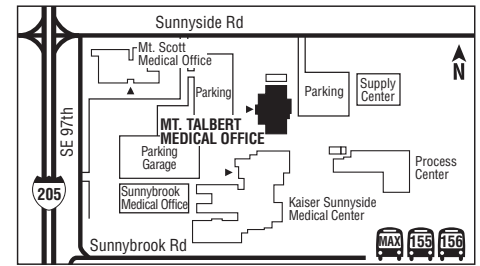 Sunnyside Rd
Mt. Scott
Medical Office
N
Parking
Parking
Supply
Center
SE 97th
MT. TALBERT
MEDICAL OFFICE
Parking
Garage
Process
Center
205
Sunnybrook
Medical Office
Kaiser Sunnyside
Medical Center
Sunnybrook Rd
MAX
155
156